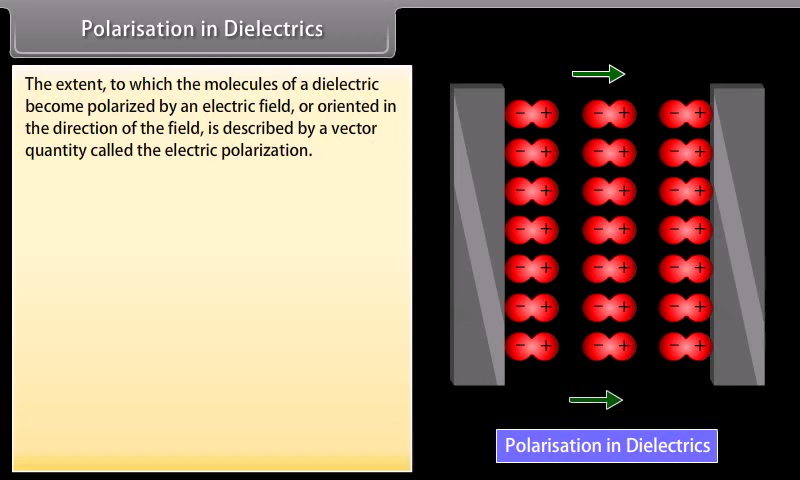 Polarisation in Dielectrics
The extent, to which the molecules of a dielectric
become polarized by an electric field, or oriented in
the direction of the field, is described by a vector
quantity called the electric polarization.
− + − + − +
− + − + − +
− + − + − +
− + − + − +
− + − + − +
− + − + − +
− + − + − +
Polarisation in Dielectrics